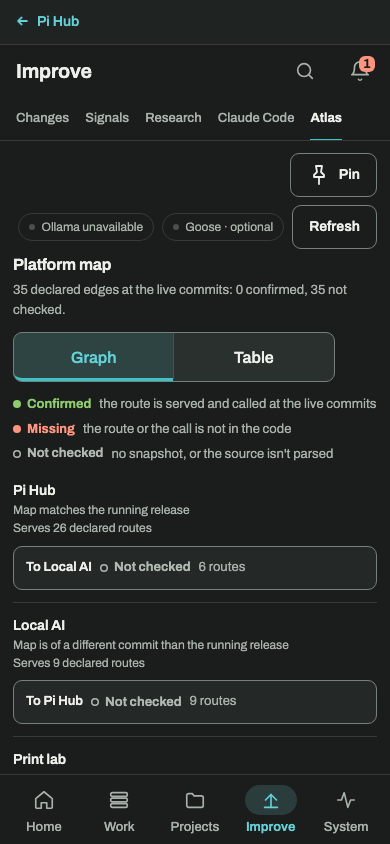 Pi Hub
Improve
1
Changes Signals Research Claude Code Atlas
Pin
Ollama unavailable
Goose · optional
Refresh
Platform map
35 declared edges at the live commits: 0 confirmed, 35 not
checked.
Graph
Table
Confirmed the route is served and called at the live commits
Missing the route or the call is not in the code
Not checked no snapshot, or the source isn't parsed
Pi Hub
Map matches the running release
Serves 26 declared routes
To Local AI Not checked 6 routes
Local AI
Map is of a different commit than the running release
Serves 9 declared routes
To Pi Hub Not checked 9 routes
Print lab
Home Work Projects Improve System